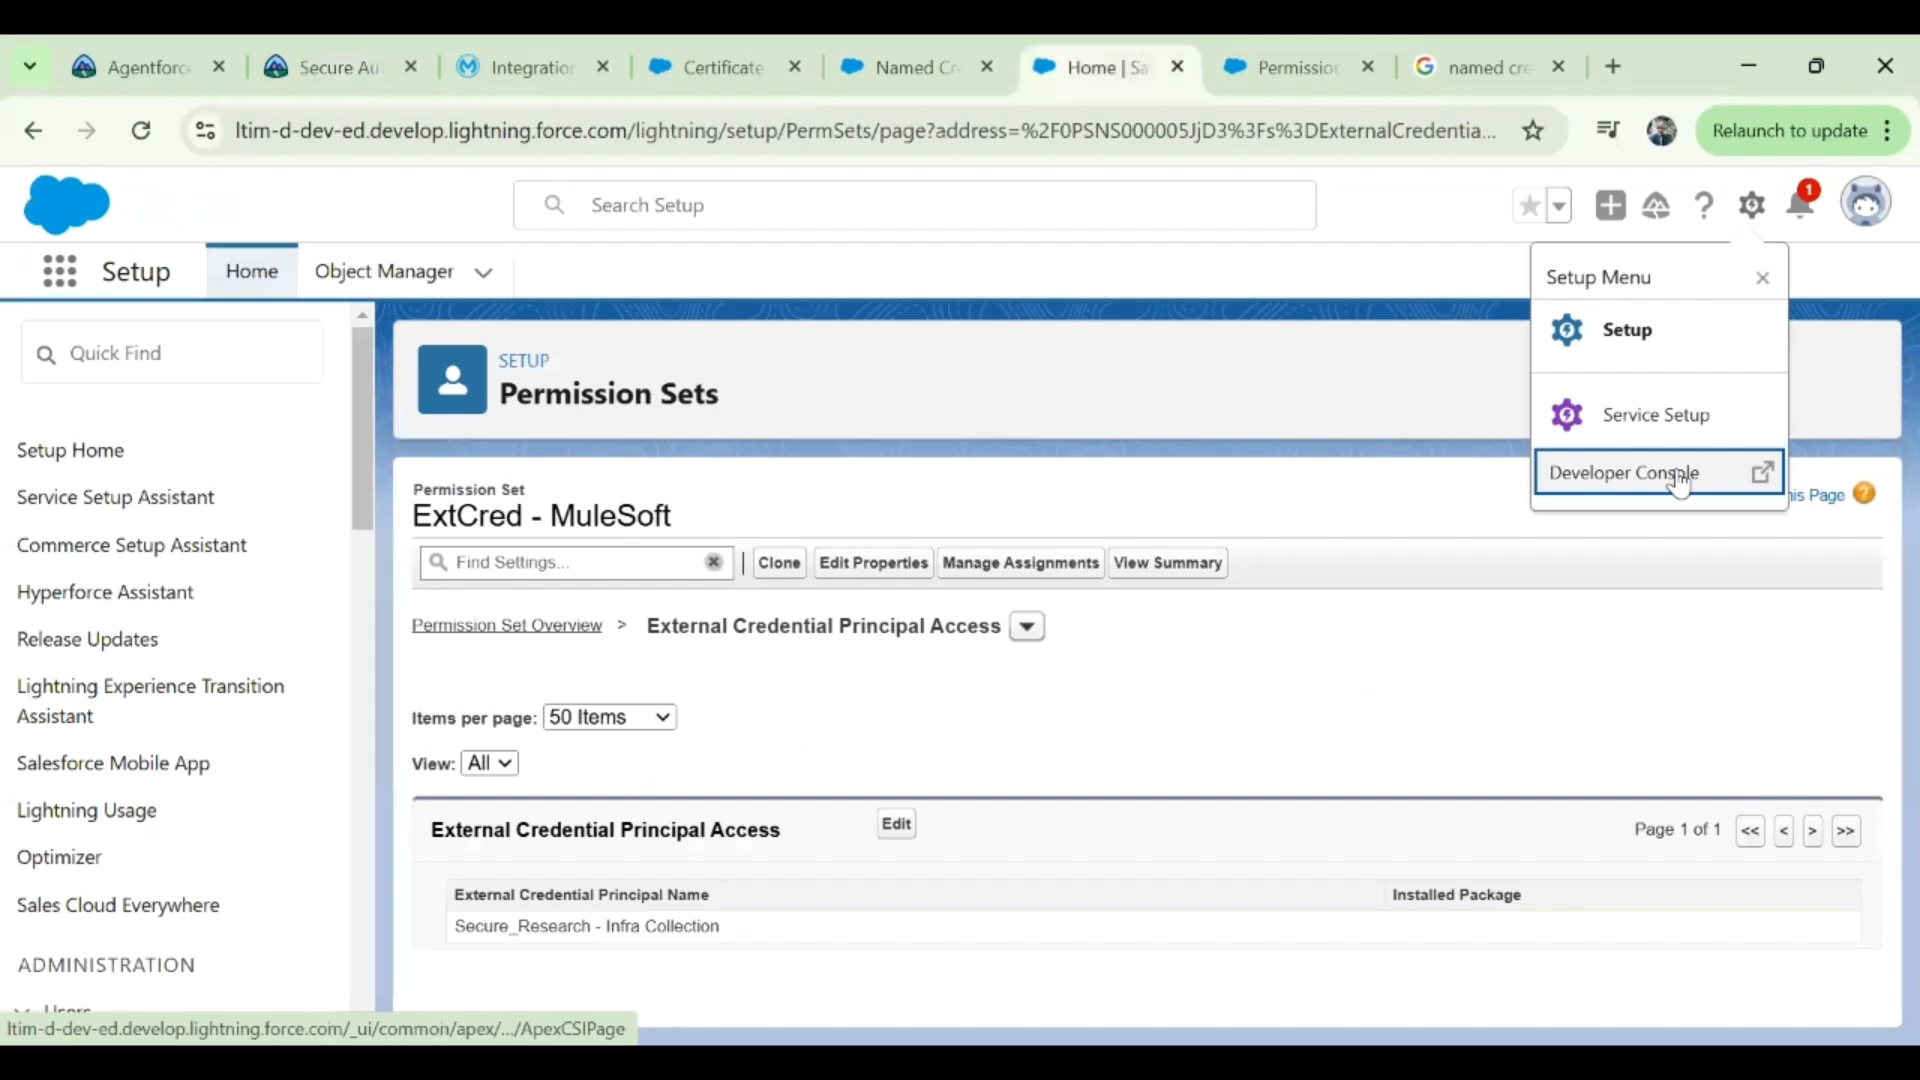 Agentforc
Secure Au
Integration
Certificate
Named Cr
Home | Sa
Permission
named cre
ltim-d-dev-ed.develop.lightning.force.com/lightning/setup/PermSets/page?address=%2F0PSNS000005JjD3%3Fs%3DExternalCredentia...
Relaunch to update
Search Setup
1
Setup
Home
Object Manager
Setup Menu
Setup
Service Setup
Developer Console
Quick Find
Setup Home
Service Setup Assistant
Commerce Setup Assistant
Hyperforce Assistant
Release Updates
Lightning Experience Transition
Assistant
Salesforce Mobile App
Lightning Usage
Optimizer
Sales Cloud Everywhere
ADMINISTRATION
Users
SETUP
Permission Sets
his Page ?
Permission Set
ExtCred - MuleSoft
Find Settings...
Clone
Edit Properties
Manage Assignments
View Summary
Permission Set Overview > External Credential Principal Access
Items per page: 50 Items
View: All
External Credential Principal Access
Edit
Page 1 of 1 << < > >>
External Credential Principal Name
Installed Package
Secure_Research - Infra Collection
ltim-d-dev-ed.develop.lightning.force.com/_ui/common/apex/.../ApexCSIPage